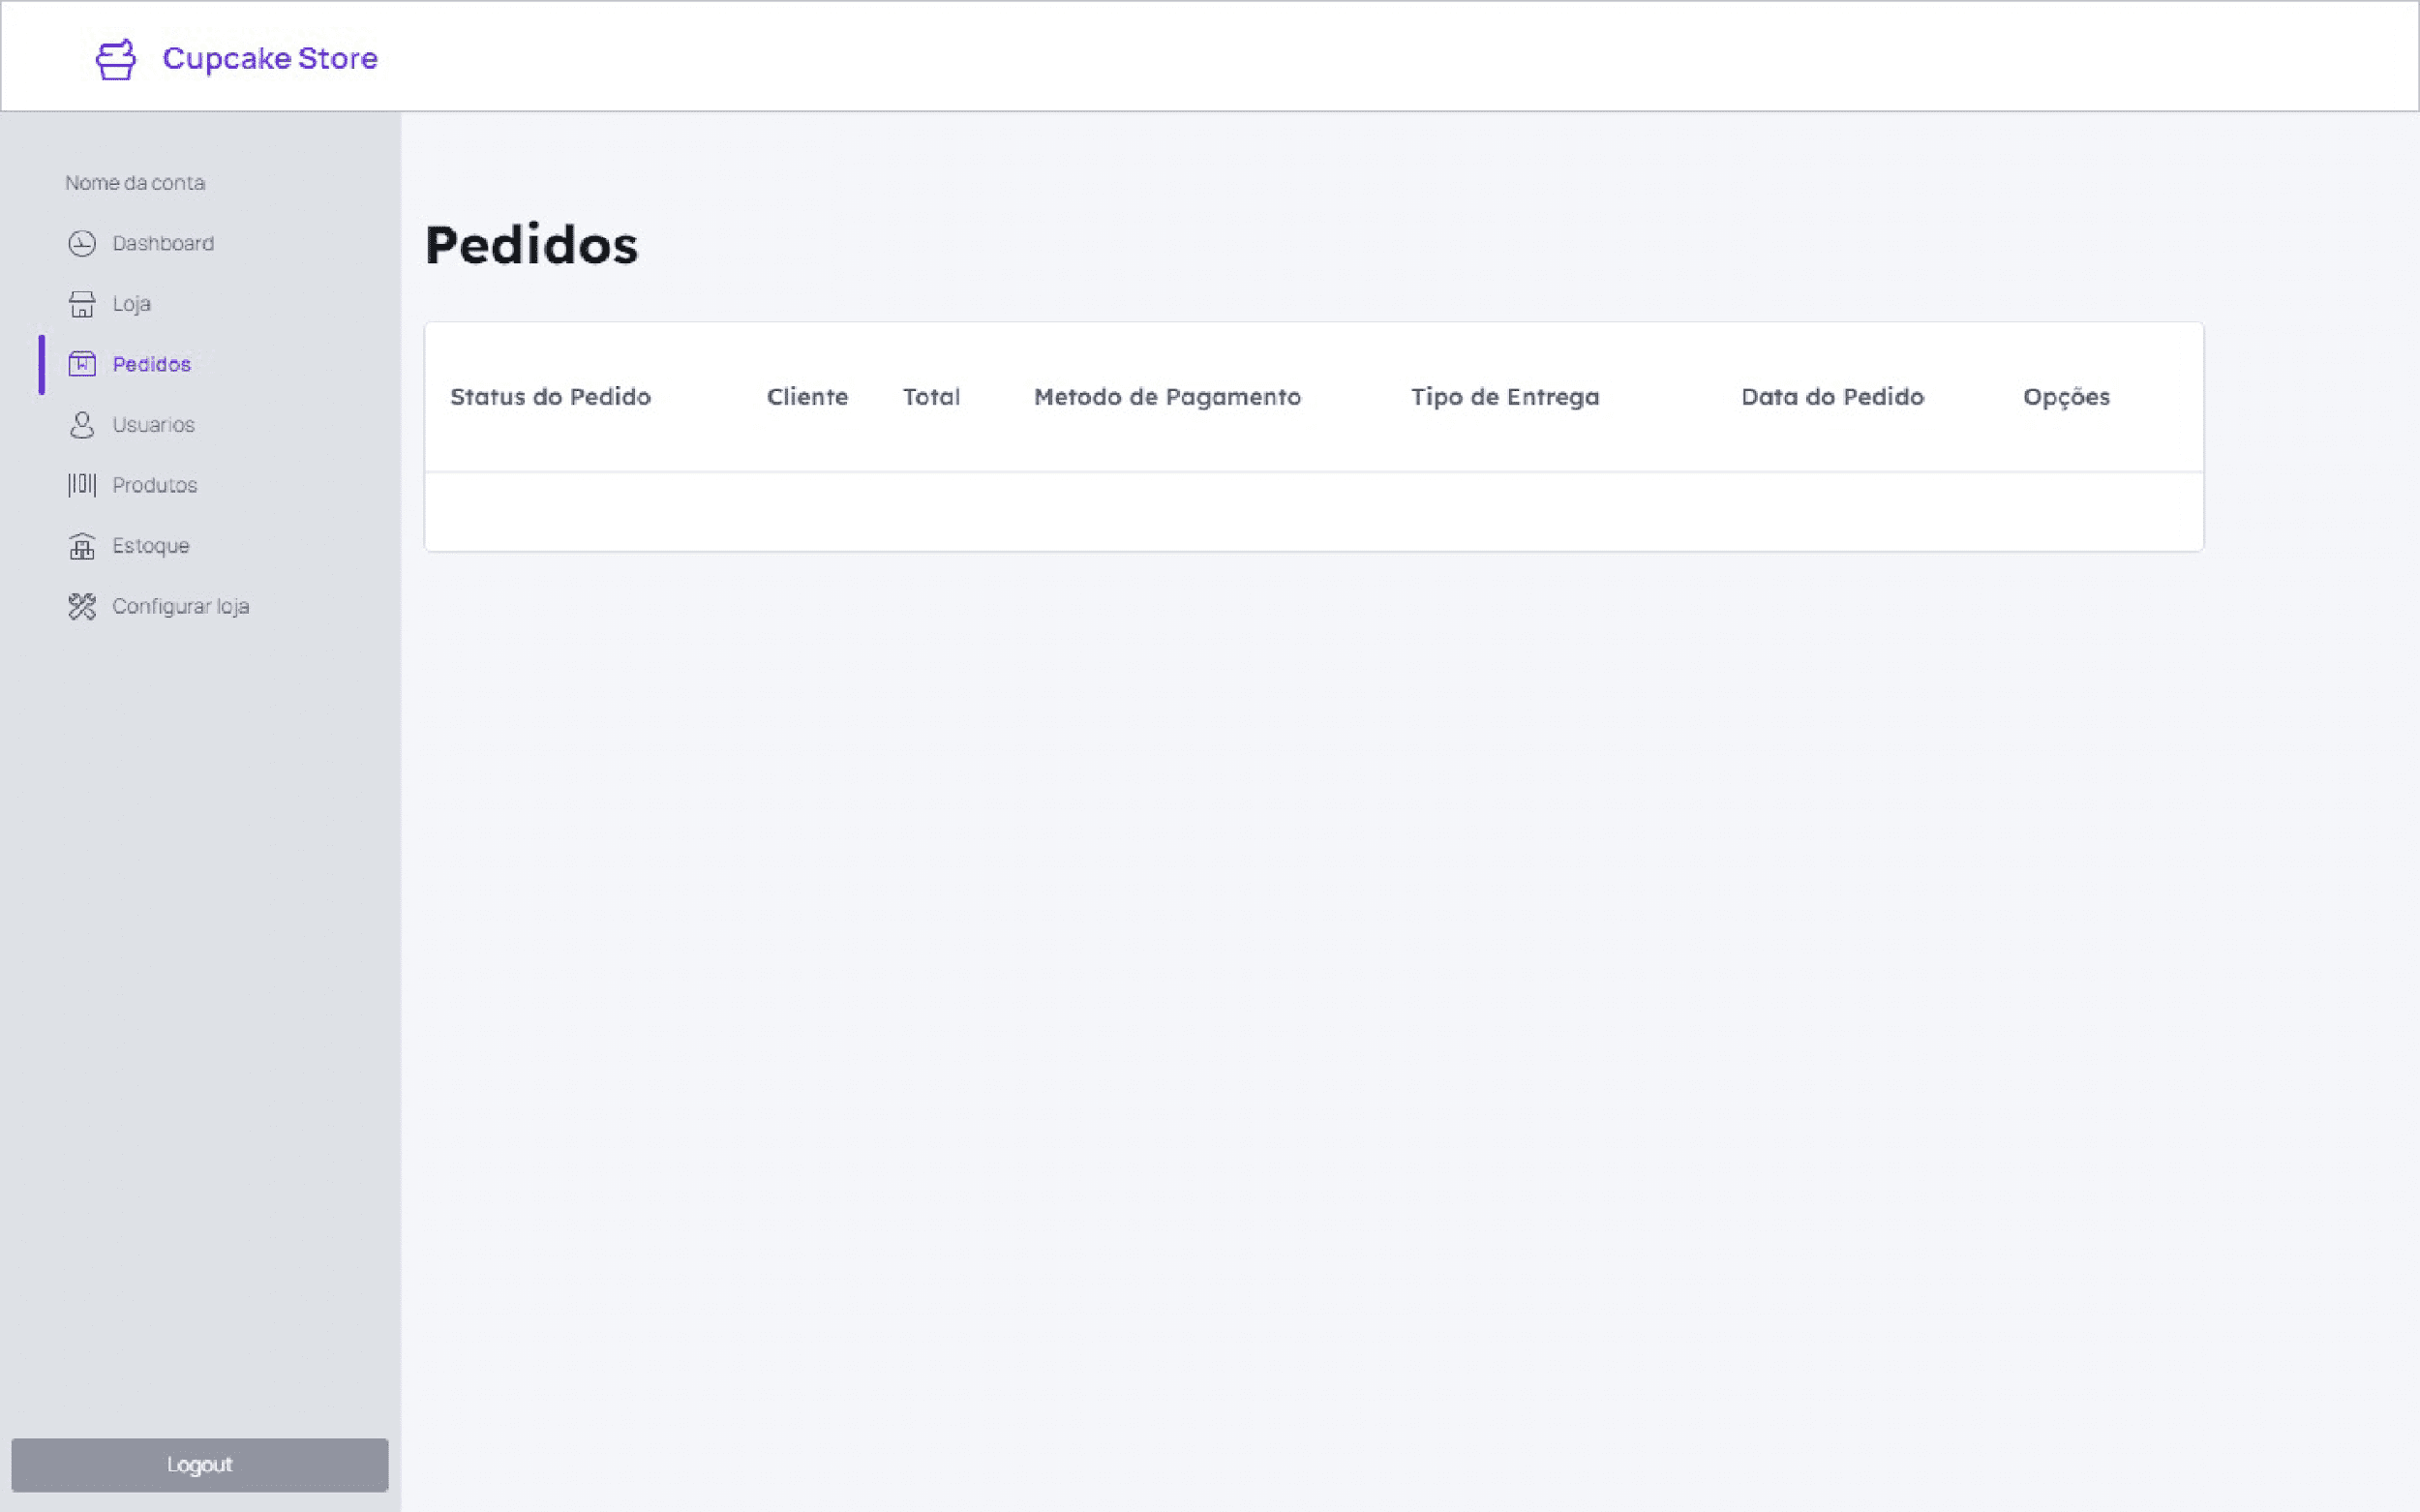 Cupcake Store
Nome da conta
Dashboard
Loja
Pedidos
Usuarios
Produtos
Estoque
Configurar loja
Logout
Pedidos
Status do Pedido Cliente Total Metodo de Pagamento Tipo de Entrega Data do Pedido Opções